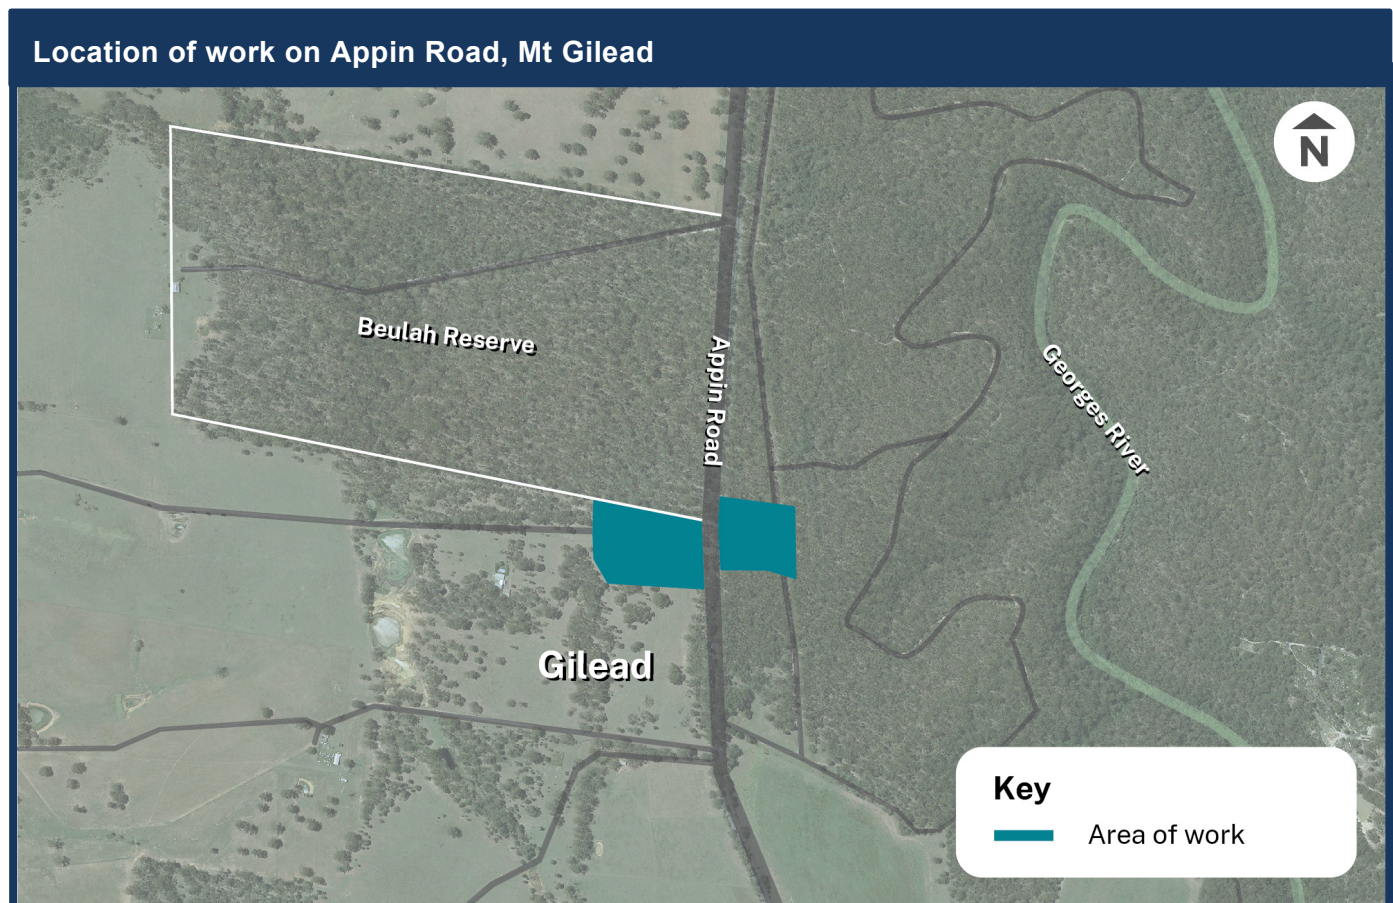 Location of work on Appin Road, Mt Gilead
N
Beulah Reserve
Appin Road
Georges River
Gilead
Key
Area of work